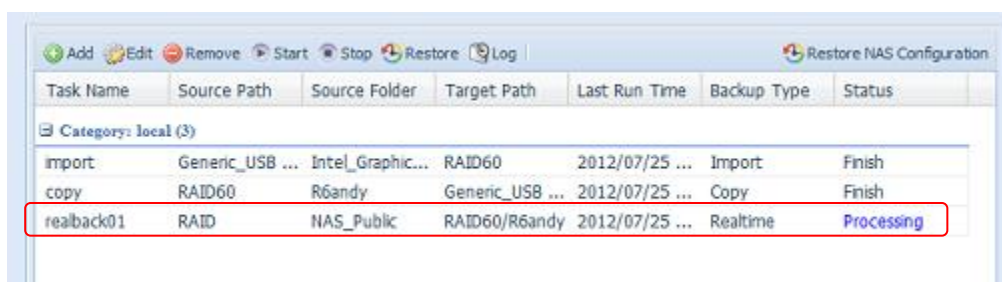 Add Edit Remove Start Stop Restore Log Restore NAS Configuration
Task Name Source Path Source Folder Target Path Last Run Time Backup Type Status
Category: local (3)
import Generic_USB ... Intel_Graphic... RAID60 2012/07/25 ... Import Finish
copy RAID60 R6andy Generic_USB ... 2012/07/25 ... Copy Finish
realback01 RAID NAS_Public RAID60/R6andy 2012/07/25 ... Realtime Processing